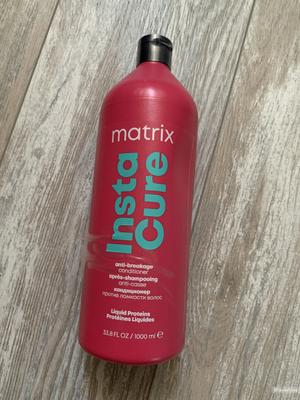 matrix
Insta
Cure
anti-breakage
conditioner
après-shampooing
anti-casse
кондиционер
против ломкости волос
Liquid Proteins
Protéines Liquides
33.8 FL OZ / 1000 ml ℮